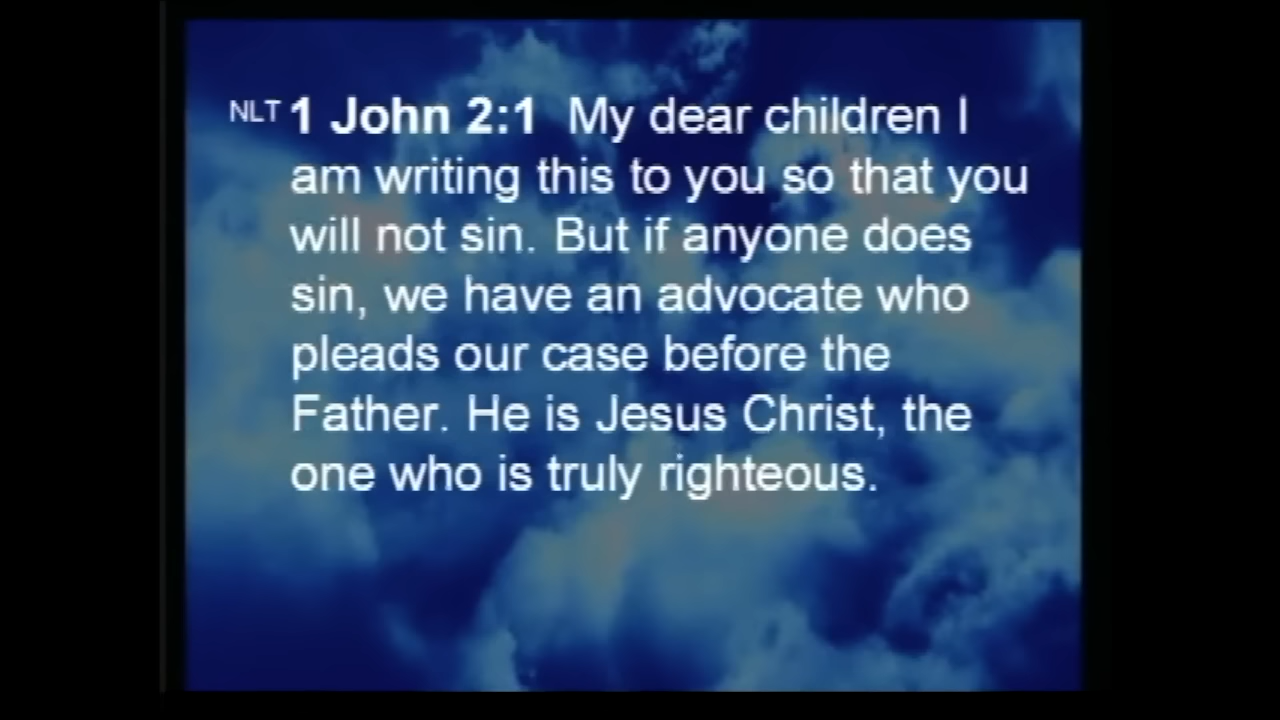 NLT 1 John 2:1 My dear children I
am writing this to you so that you
will not sin. But if anyone does
sin, we have an advocate who
pleads our case before the
Father. He is Jesus Christ, the
one who is truly righteous.